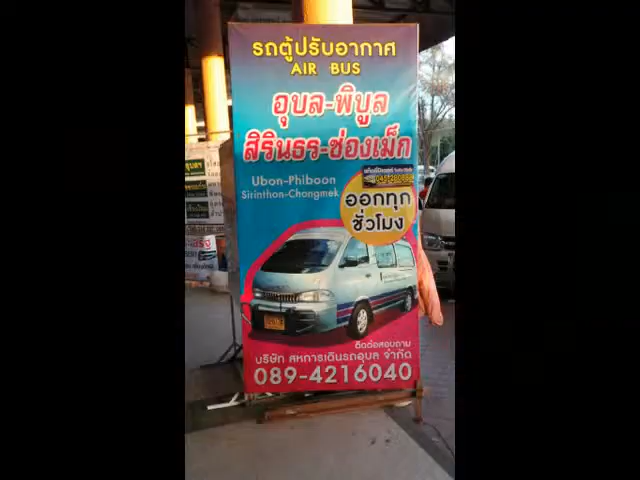 รถตู้ปรับอากาศ
AIR BUS
อุบล-พิบูล
สิรินธร-ช่องเม็ก
Ubon-Phiboon
Sirinthon-Chongmek
ออกทุก
ชั่วโมง
ติดต่อสอบถาม
บริษัท สหการเดินรถอุบล จำกัด
089-4216040